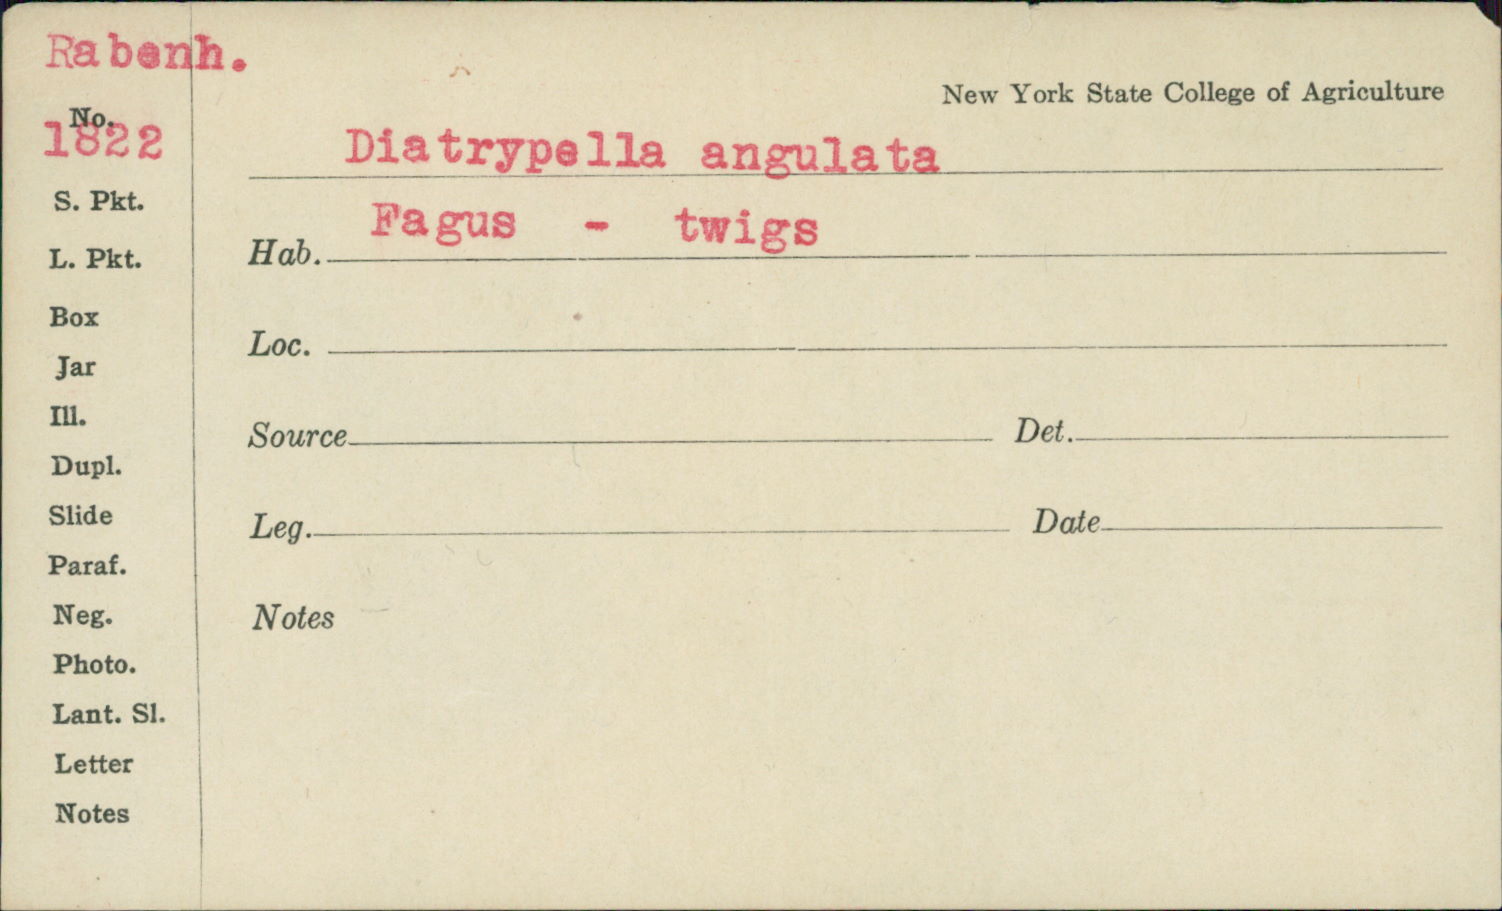 Rabenh.
New York State College of Agriculture
No.
1822
Diatrypella angulata
S. Pkt.
Fagus - twigs
Hab.
L. Pkt.
Box
Loc.
Jar
Ill.
Source Det.
Dupl.
Slide
Leg. Date
Paraf.
Neg.
Notes
Photo.
Lant. Sl.
Letter
Notes